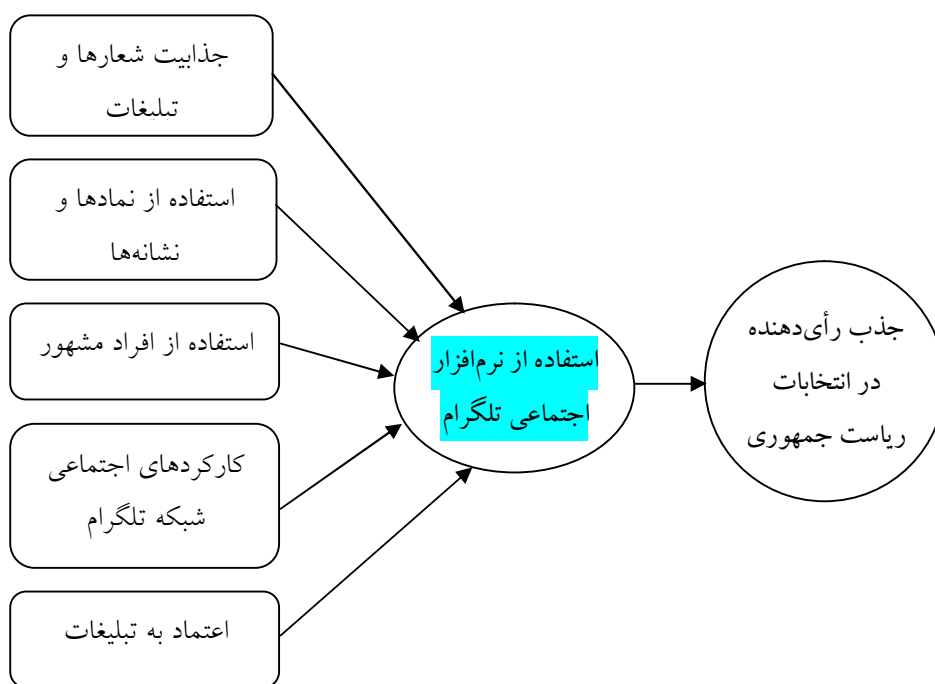 جذابیت شعارها و
تبلیغات
استفاده از نمادها و
نشانه‌ها
استفاده از افراد مشهور
کارکردهای اجتماعی
شبکه تلگرام
اعتماد به تبلیغات
استفاده از نرم‌افزار
اجتماعی تلگرام
جذب رأی‌دهنده
در انتخابات
ریاست جمهوری